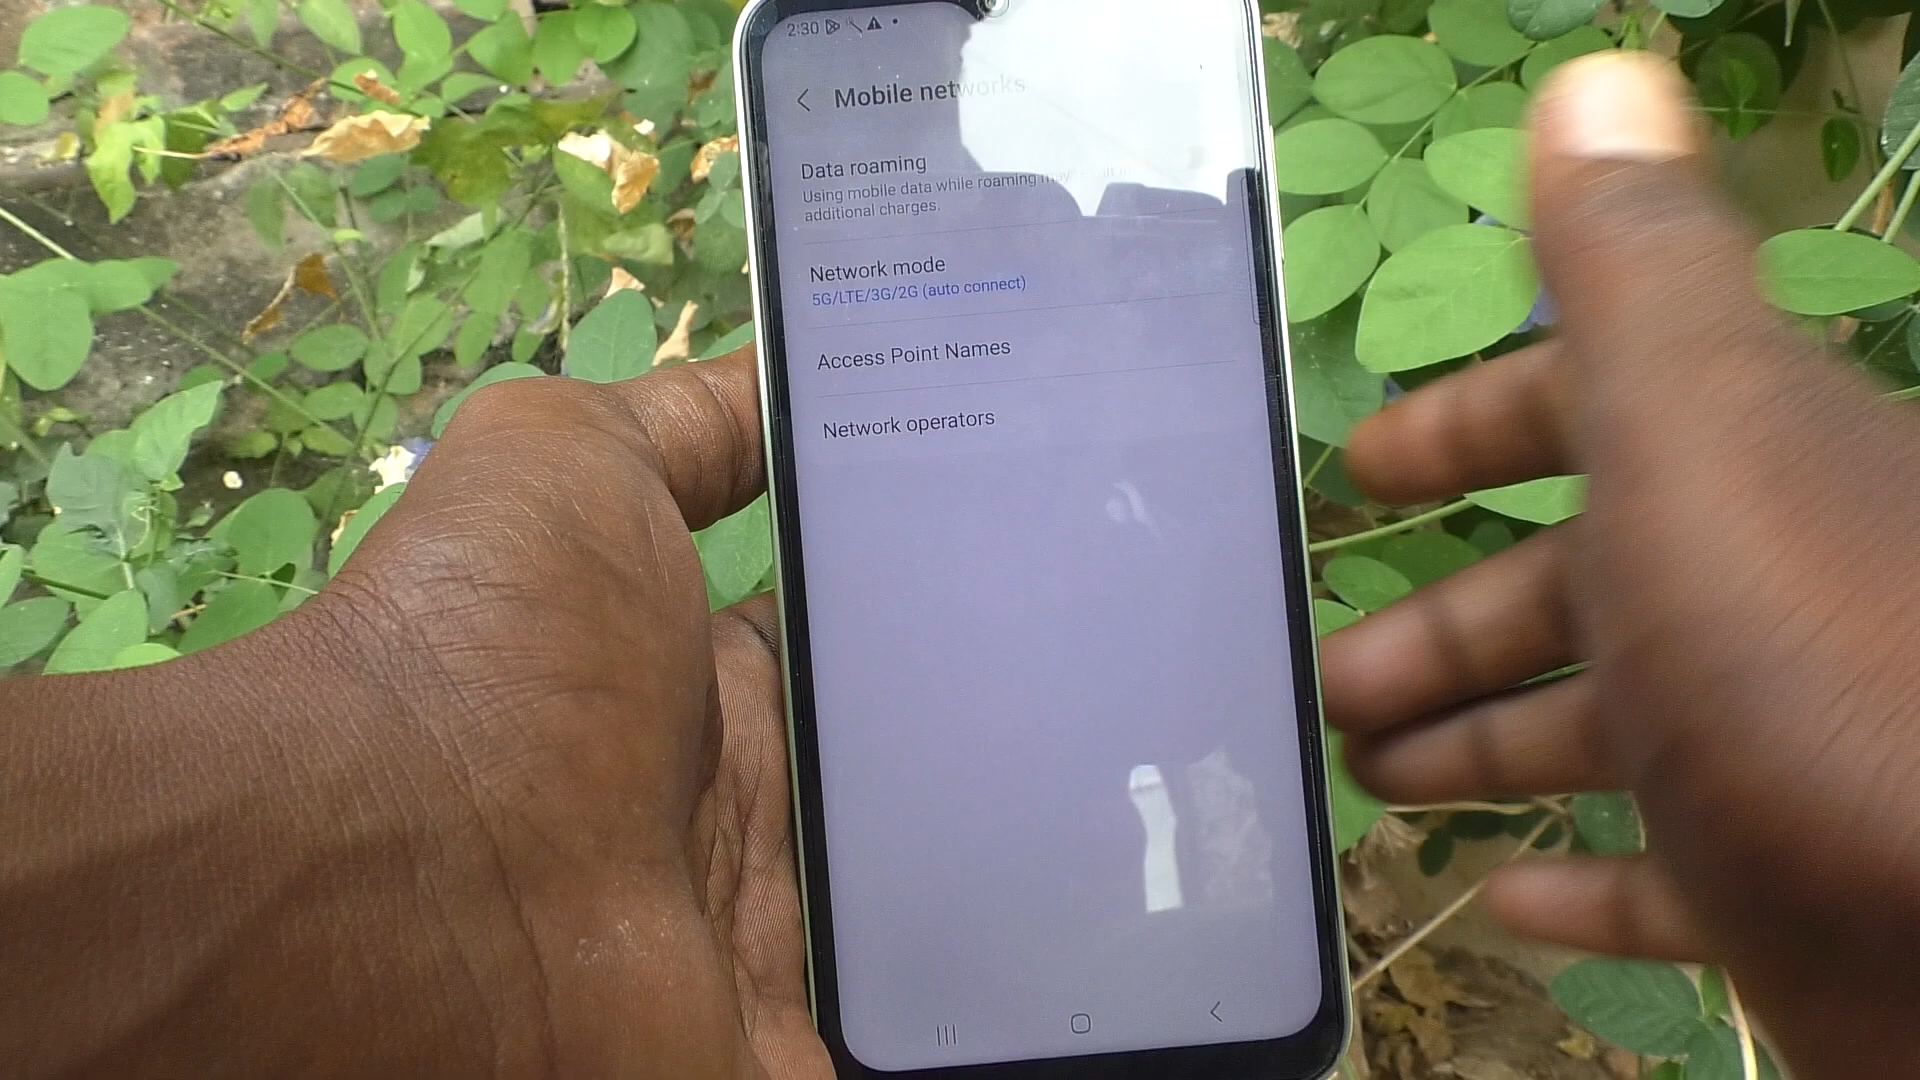 2:30
Mobile networks
Data roaming
Using mobile data while roaming may
additional charges.
Network mode
5G/LTE/3G/2G (auto connect)
Access Point Names
Network operators